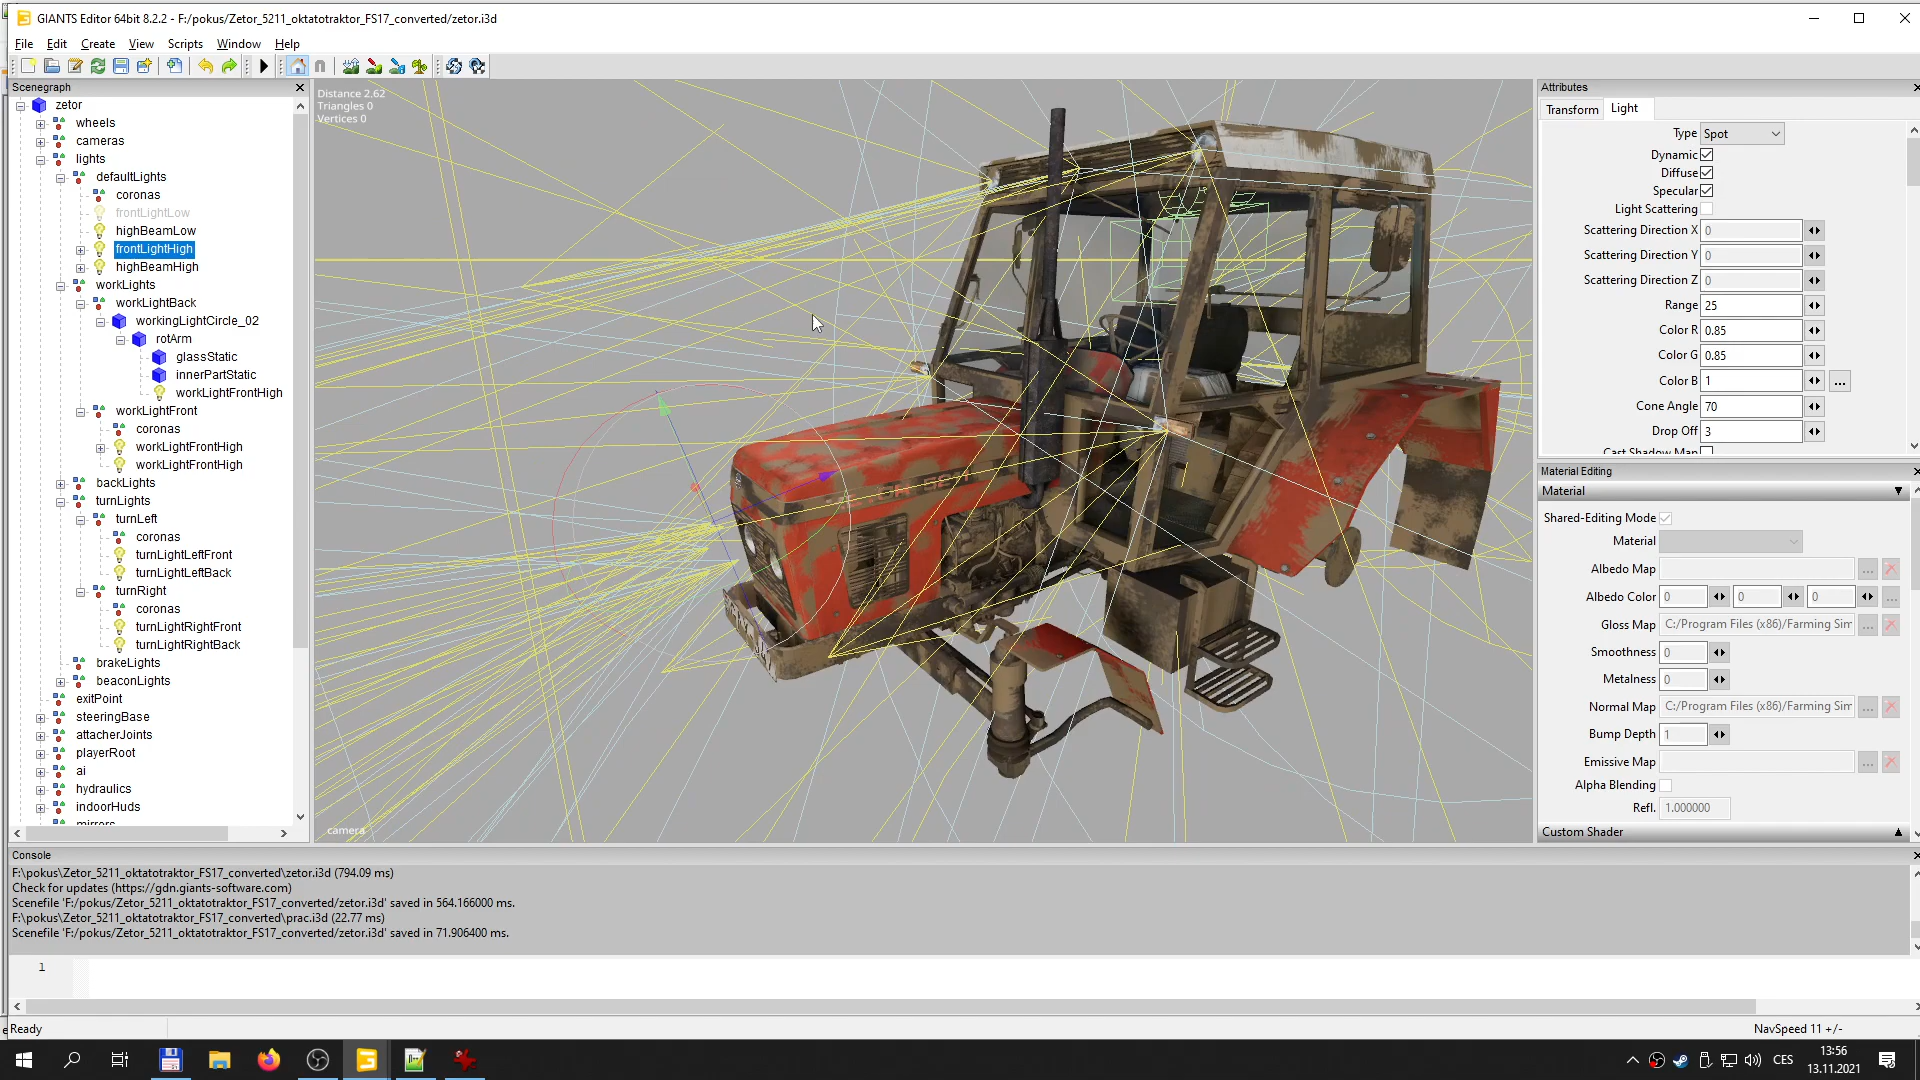 GIANTS Editor 64bit 8.2.2 - F:/pokus/Zetor_5211_oktatotraktor_FS17_converted/zetor.i3d
File Edit Create View Scripts Window Help
Scenegraph
zetor
wheels
cameras
lights
defaultLights
coronas
frontLightLow
highBeamLow
frontLightHigh
highBeamHigh
workLights
workLightBack
workingLightCircle_02
rotArm
glassStatic
innerPartStatic
workLightFrontHigh
workLightFront
coronas
workLightFrontHigh
workLightFrontHigh
backLights
turnLights
turnLeft
coronas
turnLightLeftFront
turnLightLeftBack
turnRight
coronas
turnLightRightFront
turnLightRightBack
brakeLights
beaconLights
exitPoint
steeringBase
attacherJoints
playerRoot
ai
hydraulics
indoorHuds
mirrors
Distance 2.62
Triangles 0
Vertices 0
camera
Attributes
Transform Light
Type Spot
Dynamic
Diffuse
Specular
Light Scattering
Scattering Direction X 0
Scattering Direction Y 0
Scattering Direction Z 0
Range 25
Color R 0.85
Color G 0.85
Color B 1 ...
Cone Angle 70
Drop Off 3
Cast Shadow Map
Material Editing
Material
Shared-Editing Mode
Material
Albedo Map ...
Albedo Color 0 0 0 ...
Gloss Map C:/Program Files (x86)/Farming Sim ...
Smoothness 0
Metalness 0
Normal Map C:/Program Files (x86)/Farming Sim ...
Bump Depth 1
Emissive Map ...
Alpha Blending
Refl. 1.000000
Custom Shader
Console
F:\pokus\Zetor_5211_oktatotraktor_FS17_converted\zetor.i3d (794.09 ms)
Check for updates (https://gdn.giants-software.com)
Scenefile 'F:/pokus/Zetor_5211_oktatotraktor_FS17_converted/zetor.i3d' saved in 564.166000 ms.
F:\pokus\Zetor_5211_oktatotraktor_FS17_converted\prac.i3d (22.77 ms)
Scenefile 'F:/pokus/Zetor_5211_oktatotraktor_FS17_converted/zetor.i3d' saved in 71.906400 ms.
1
Ready
NavSpeed 11 +/-
CES
13:56
13.11.2021